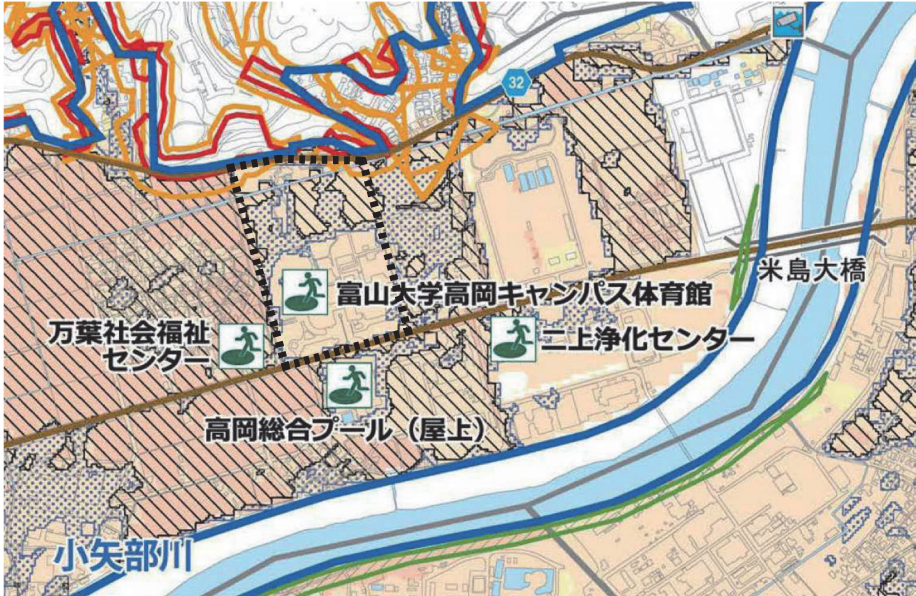 32
米島大橋
富山大学高岡キャンパス体育館
万葉社会福祉
センター
二上浄化センター
高岡総合プール（屋上）
小矢部川